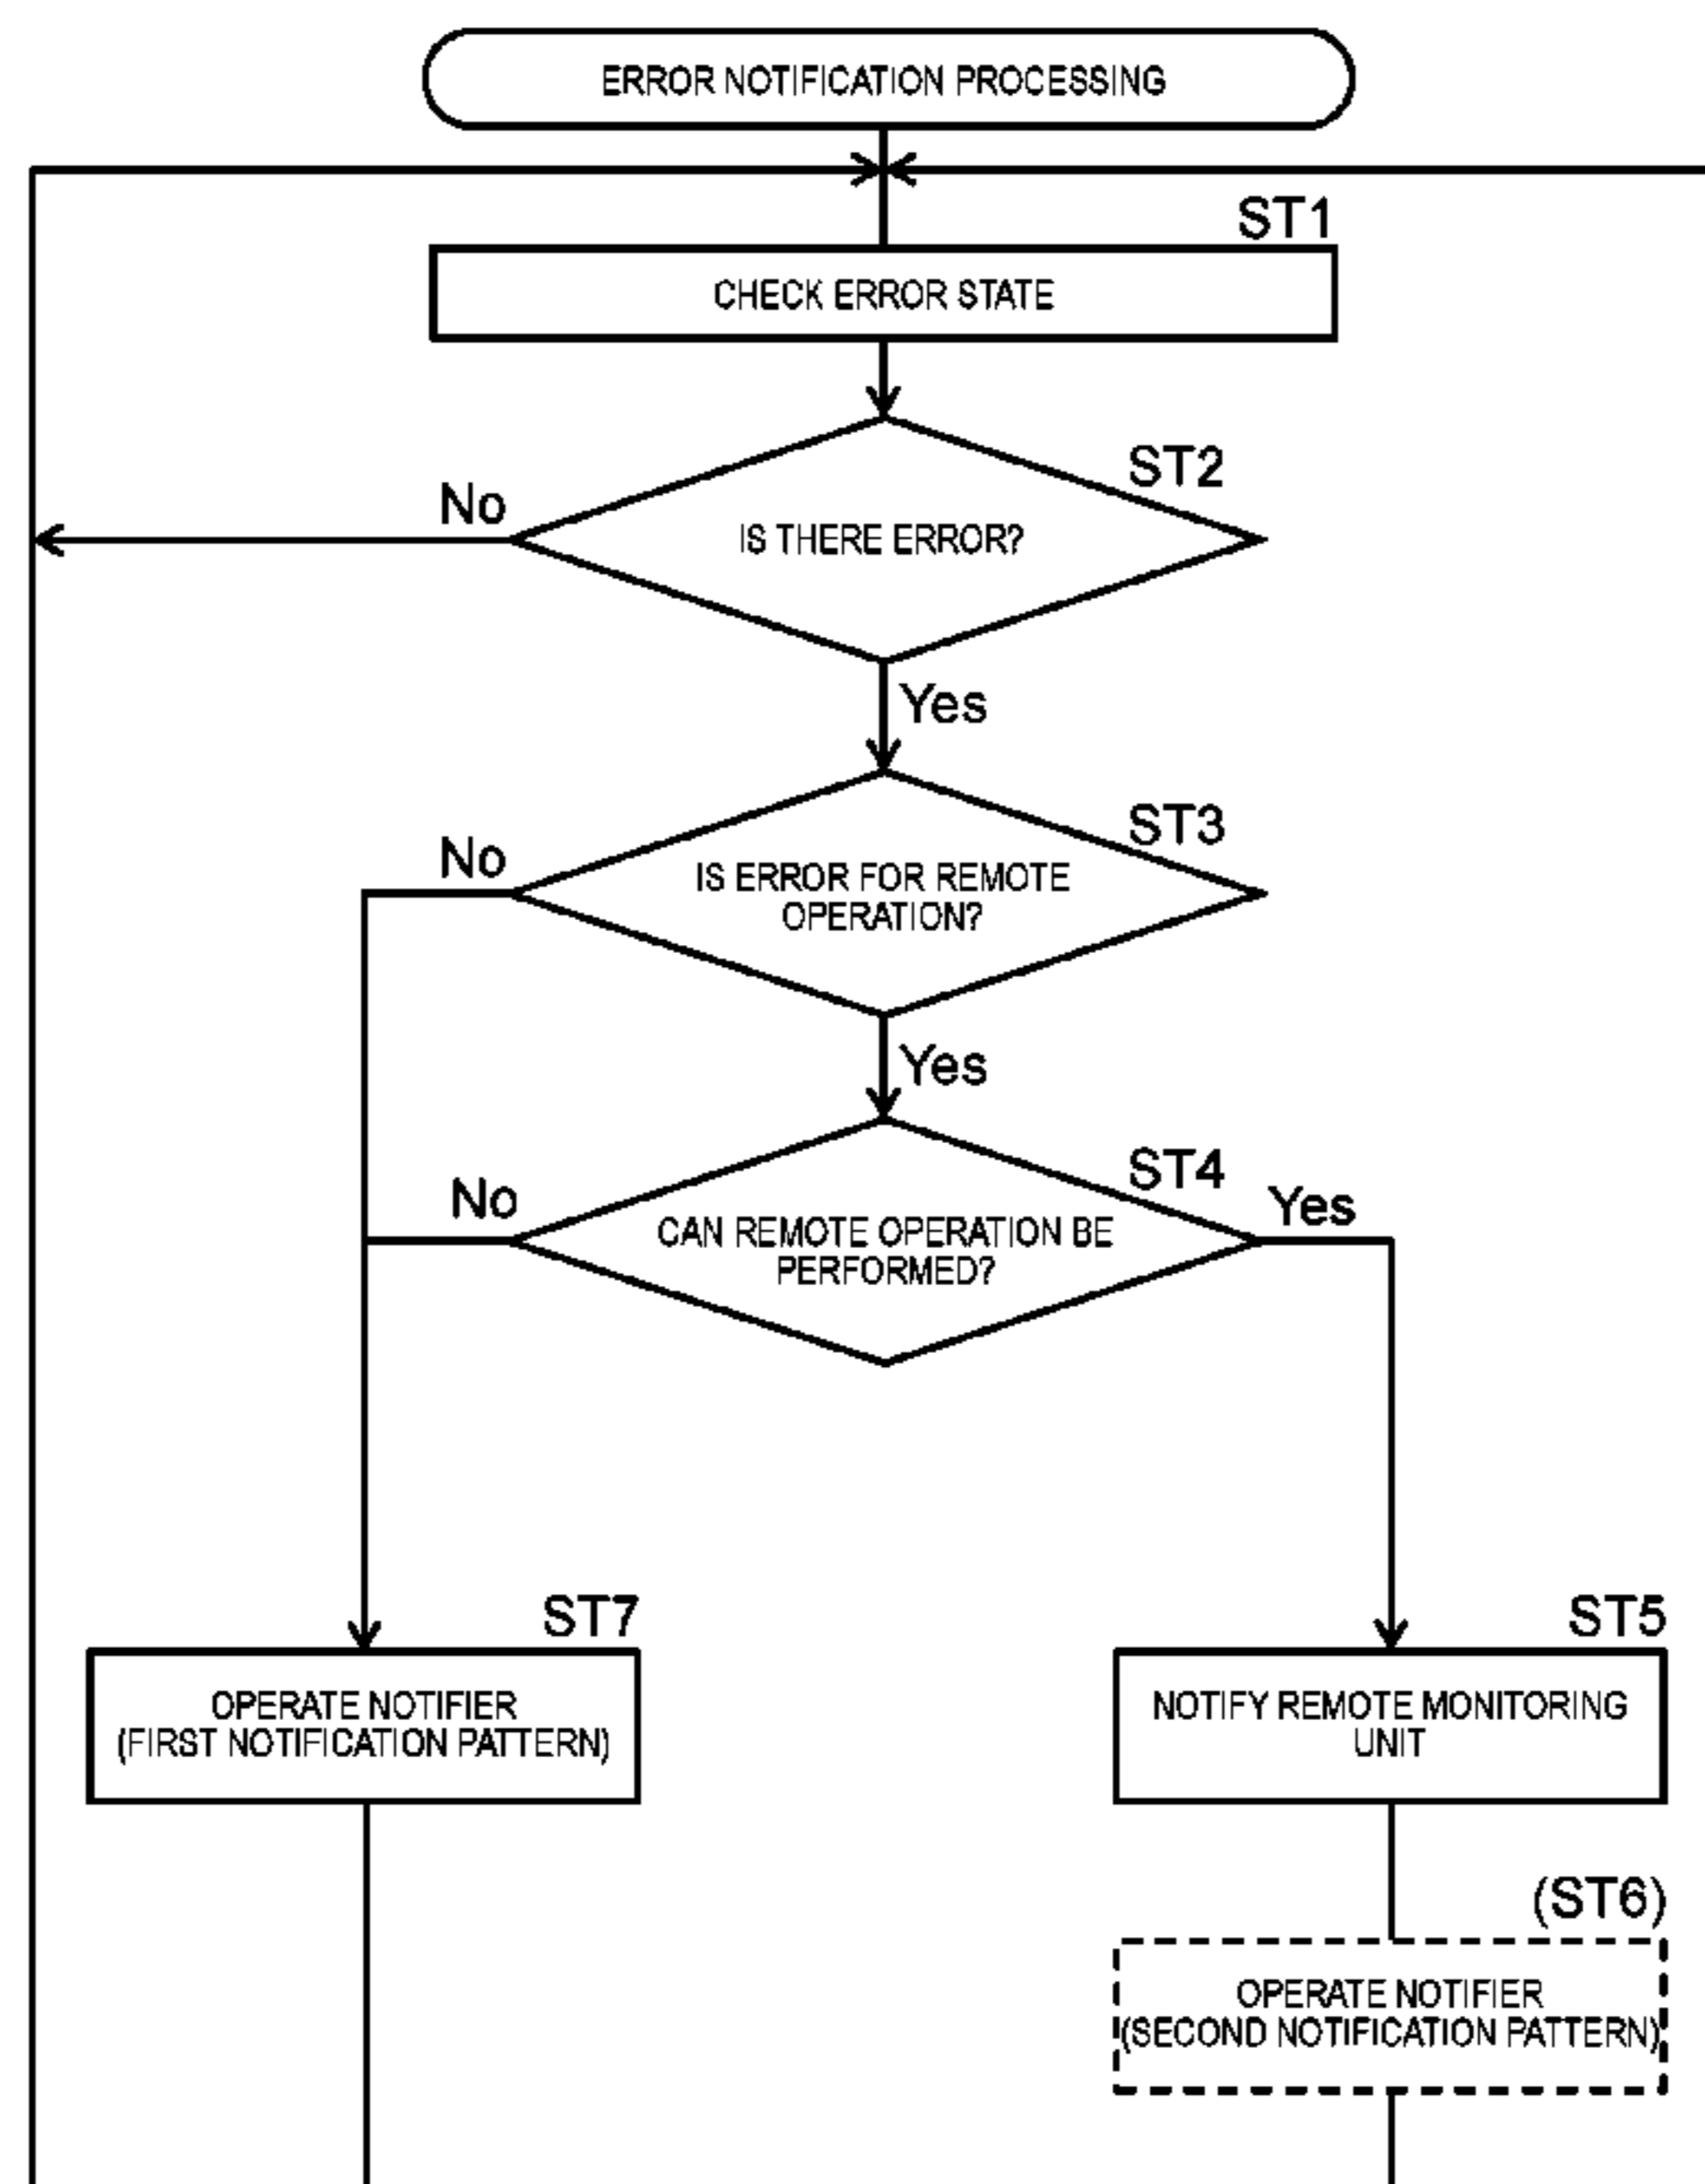 ERROR NOTIFICATION PROCESSING
ST1
CHECK ERROR STATE
ST2
No
IS THERE ERROR?
Yes
ST3
No
IS ERROR FOR REMOTE
OPERATION?
Yes
ST4
No
Yes
CAN REMOTE OPERATION BE
PERFORMED?
ST7
OPERATE NOTIFIER
(FIRST NOTIFICATION PATTERN)
ST5
NOTIFY REMOTE MONITORING
UNIT
(ST6)
OPERATE NOTIFIER
(SECOND NOTIFICATION PATTERN)